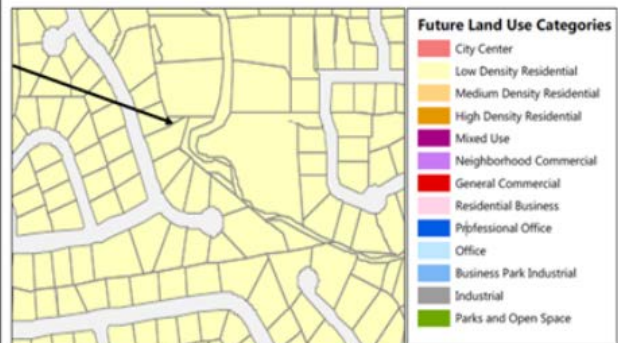 Future Land Use Categories
City Center
Low Density Residential
Medium Density Residential
High Density Residential
Mixed Use
Neighborhood Commercial
General Commercial
Residential Business
Professional Office
Office
Business Park Industrial
Industrial
Parks and Open Space